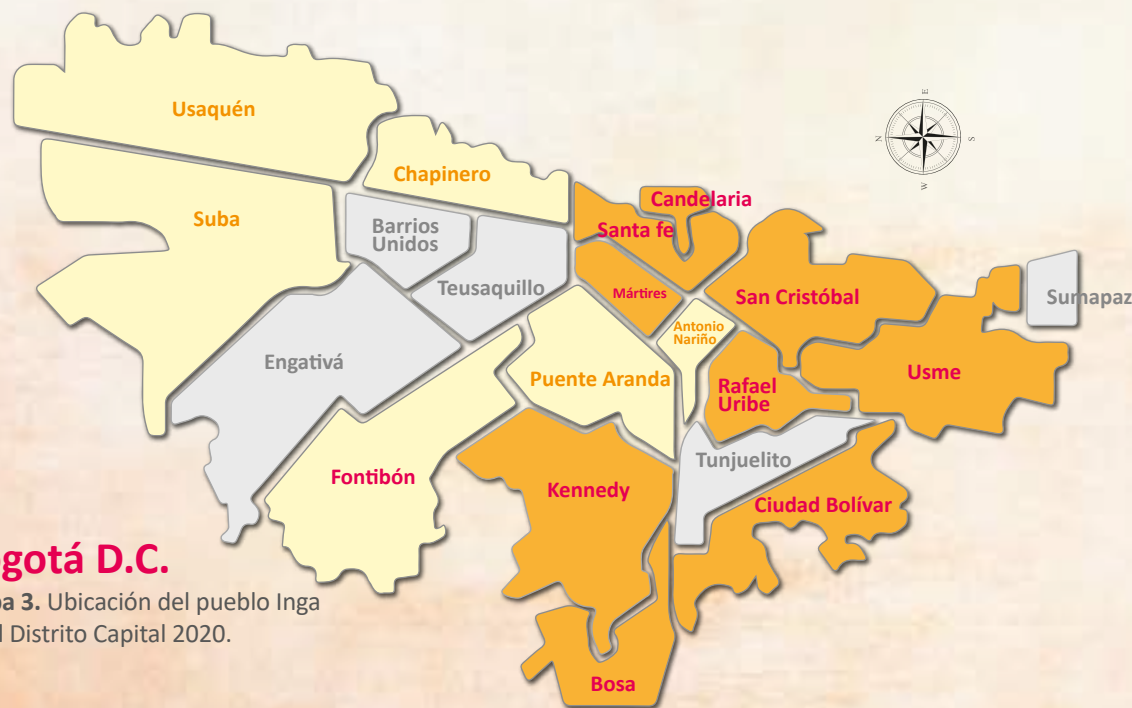 Usaquén
E
N
S
W
Chapinero
Candelaria
Suba
Barrios
Unidos
Santa fe
Teusaquillo
Mártires
San Cristóbal
Sumapaz
Antonio
Nariño
Engativá
Puente Aranda
Rafael
Uribe
Usme
Tunjuelito
Fontibón
Kennedy
Ciudad Bolívar
gotá D.C.
a 3. Ubicación del pueblo Inga
l Distrito Capital 2020.
Bosa